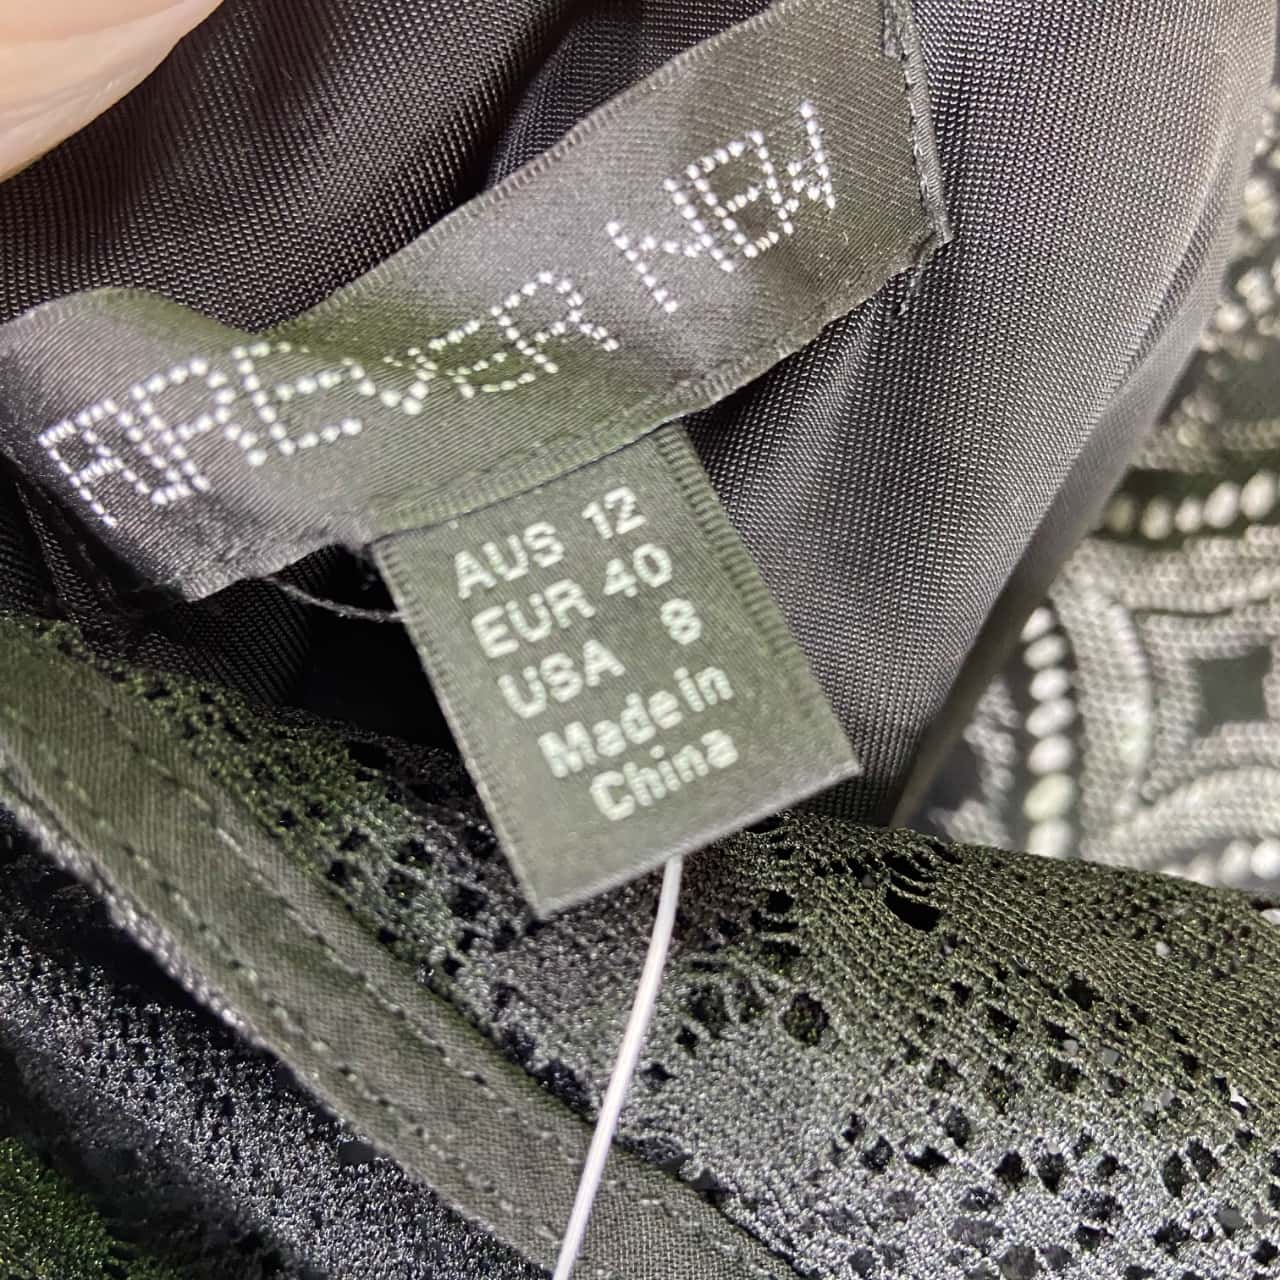 FOREVER NEW
AUS 12
EUR 40
USA 8
Made in
China